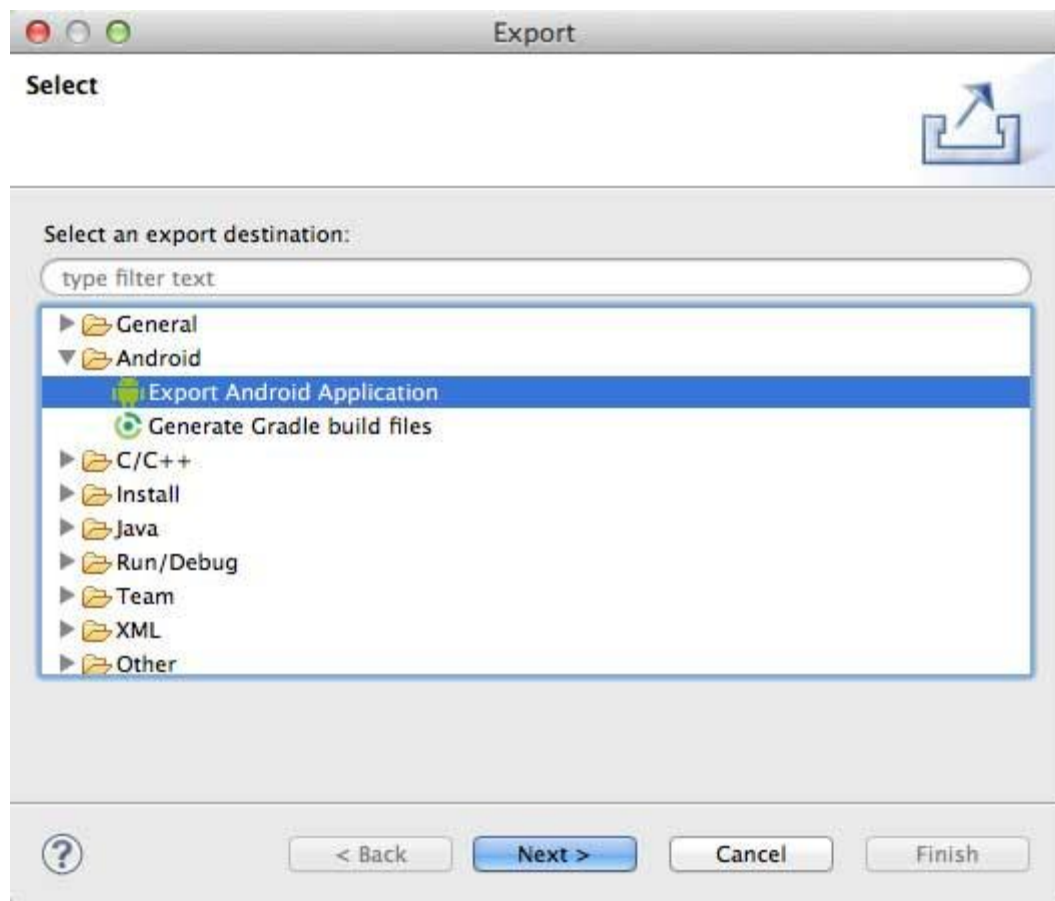 Export
Select
Select an export destination:
type filter text
General
Android
Export Android Application
Generate Gradle build files
C/C++
Install
Java
Run/Debug
Team
XML
Other
?
< Back
Next >
Cancel
Finish